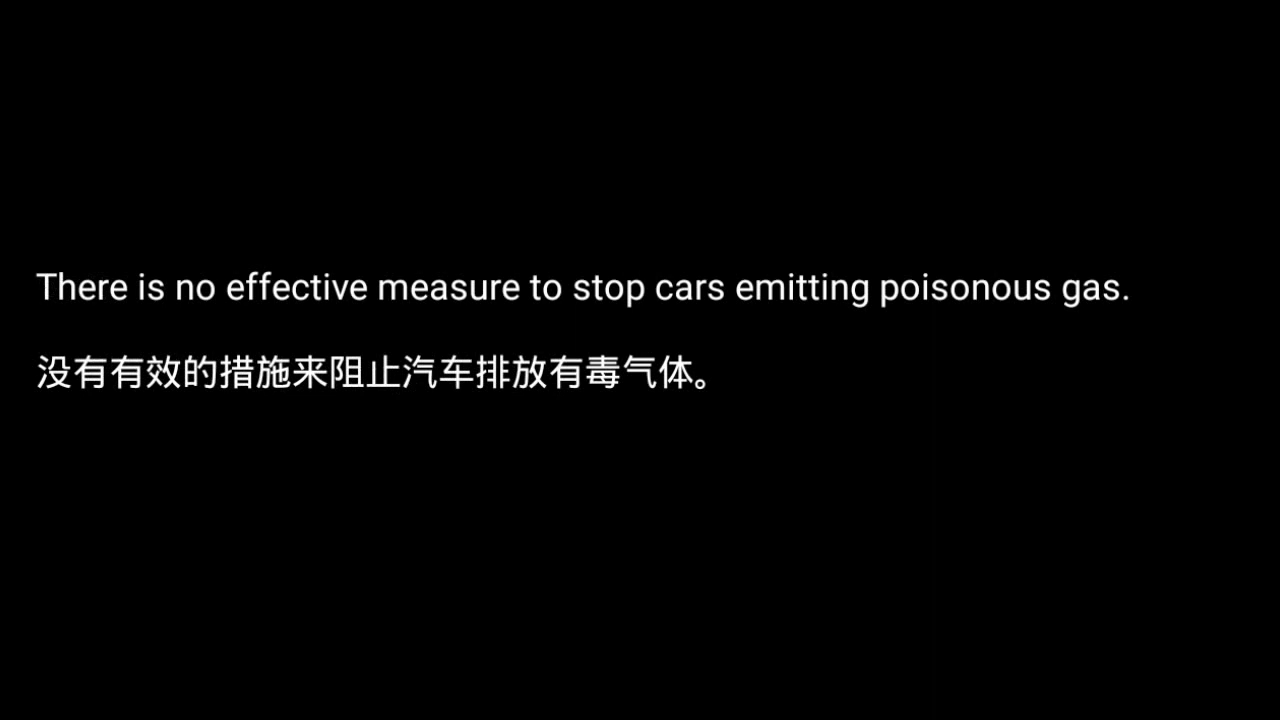 There is no effective measure to stop cars emitting poisonous gas.
没有有效的措施来阻止汽车排放有毒气体。